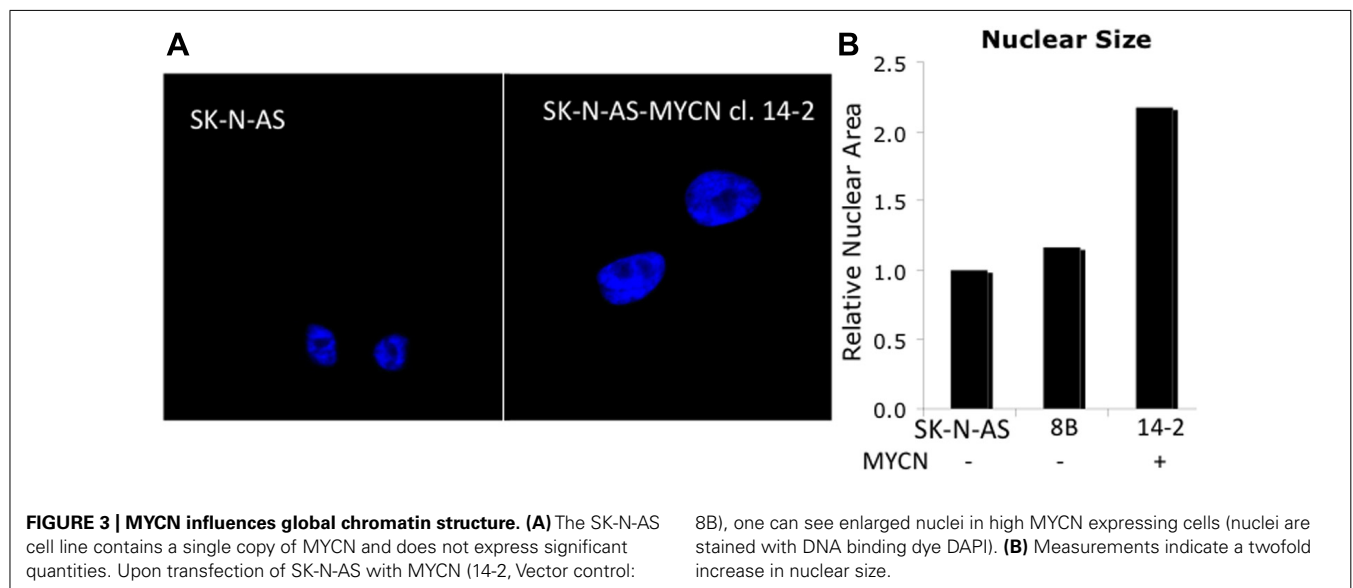 A
SK-N-AS
SK-N-AS-MYCN cl. 14-2
B
Nuclear Size
Relative Nuclear Area
2.5
2.0
1.5
1.0
0.5
0.0
SK-N-AS 8B 14-2
MYCN - - +
FIGURE 3 | MYCN influences global chromatin structure. (A) The SK-N-AS
cell line contains a single copy of MYCN and does not express significant
quantities. Upon transfection of SK-N-AS with MYCN (14-2, Vector control:
8B), one can see enlarged nuclei in high MYCN expressing cells (nuclei are
stained with DNA binding dye DAPI). (B) Measurements indicate a twofold
increase in nuclear size.